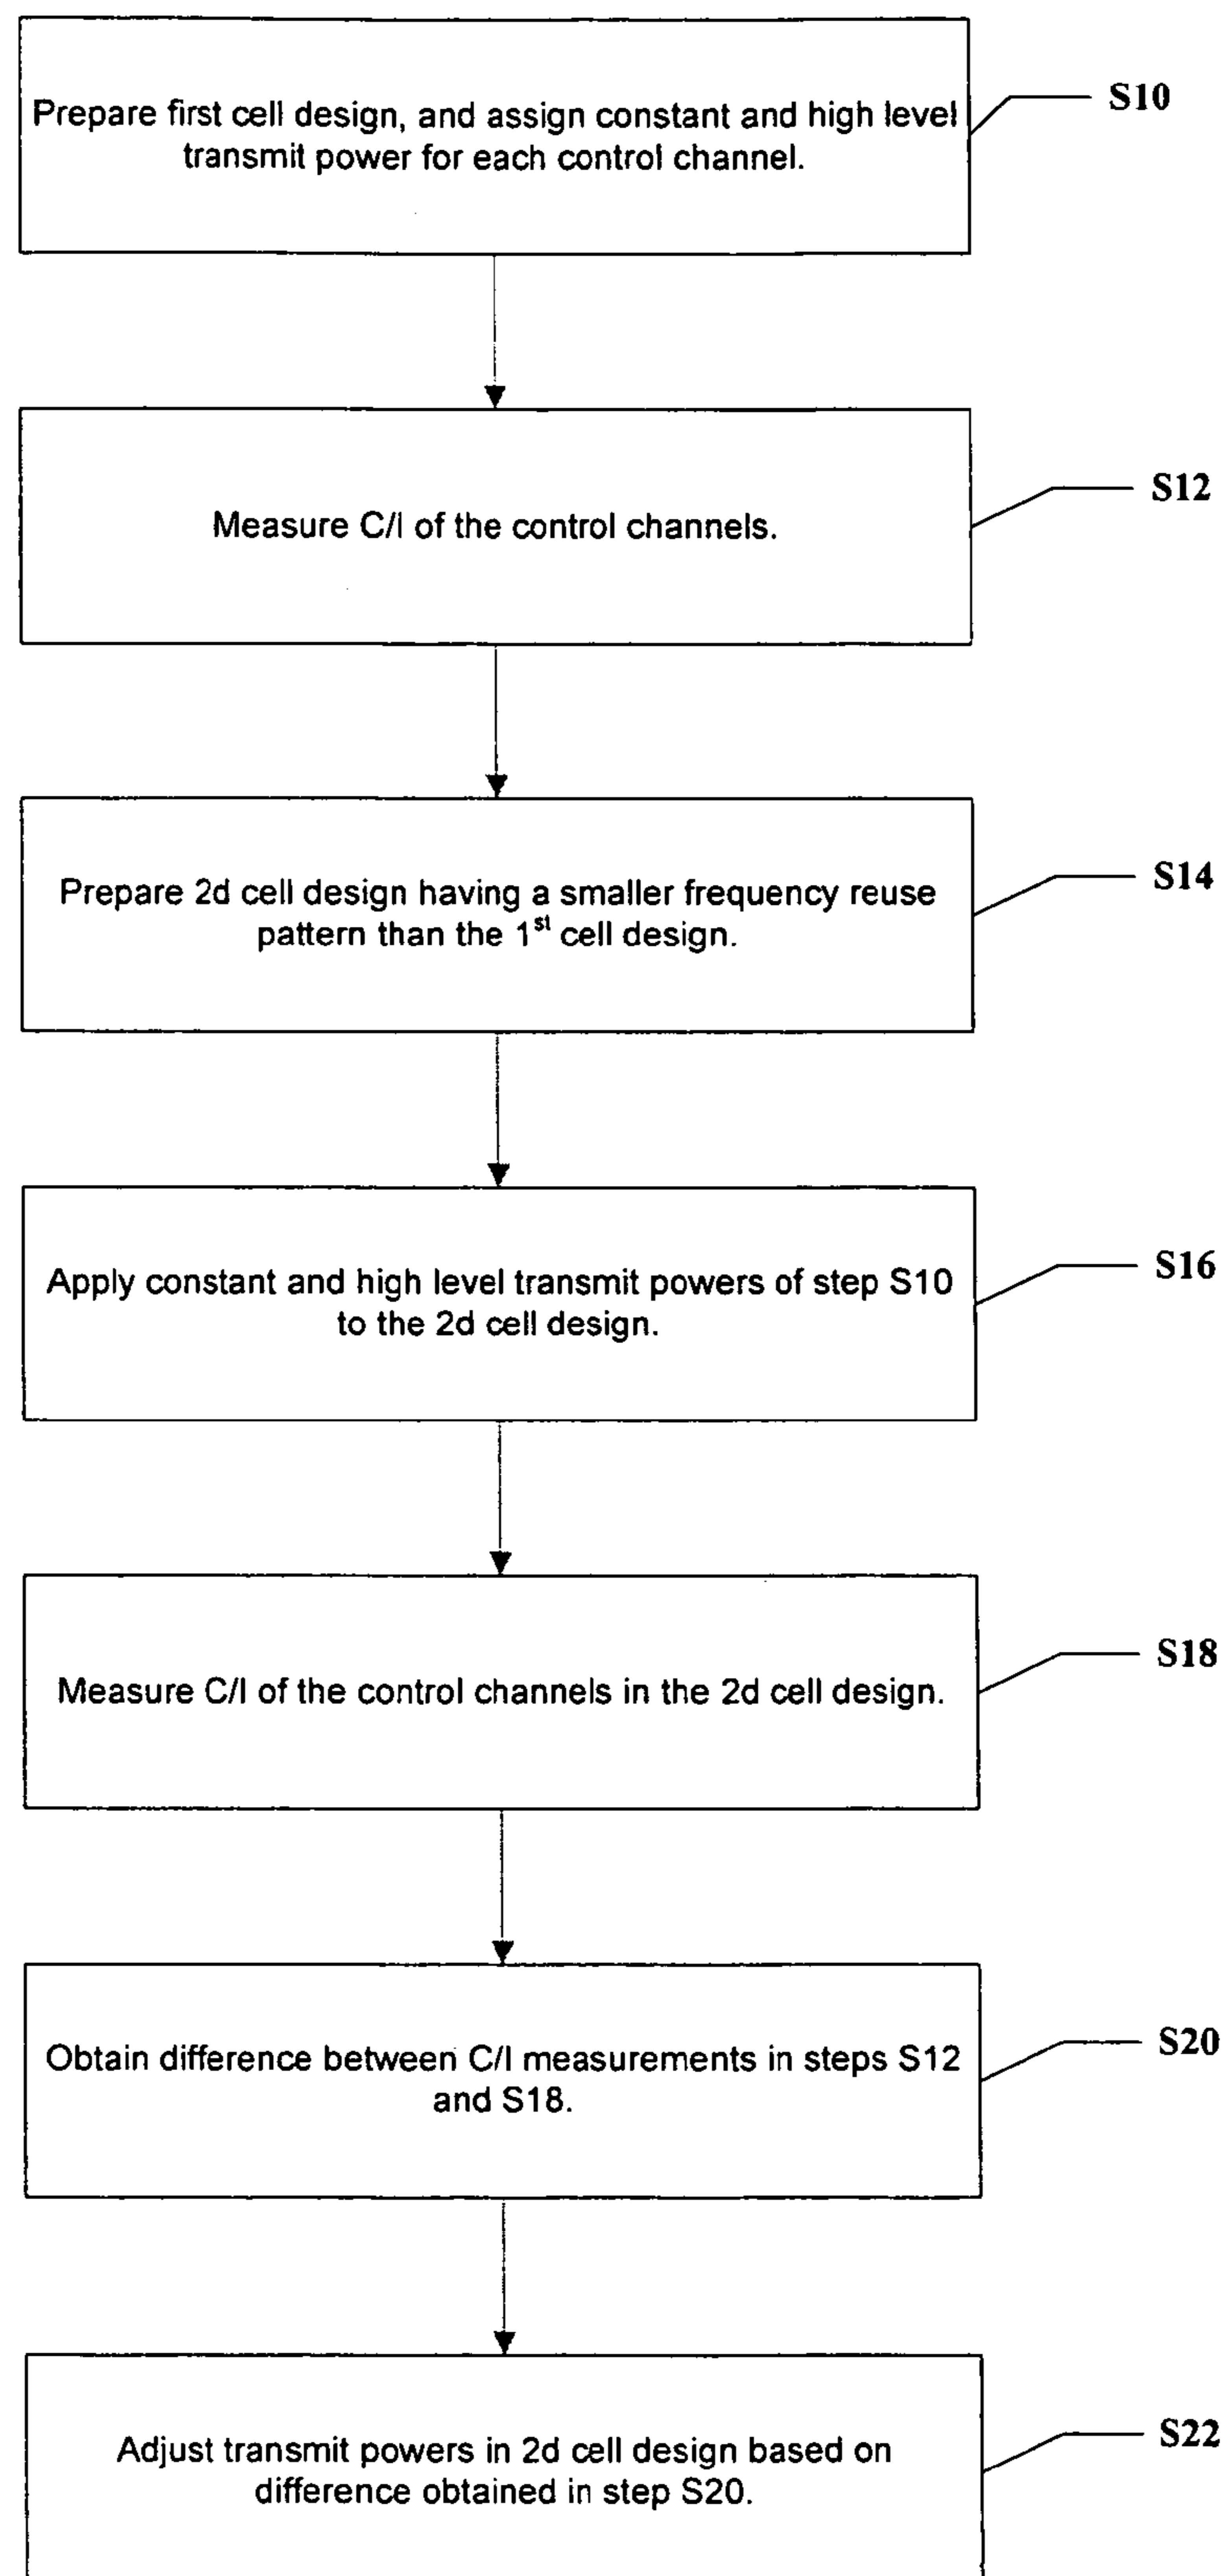 Prepare first cell design, and assign constant and high level
transmit power for each control channel.
S10
Measure C/I of the control channels.
S12
Prepare 2d cell design having a smaller frequency reuse
pattern than the 1st cell design.
S14
Apply constant and high level transmit powers of step S10
to the 2d cell design.
S16
Measure C/I of the control channels in the 2d cell design.
S18
Obtain difference between C/I measurements in steps S12
and S18.
S20
Adjust transmit powers in 2d cell design based on
difference obtained in step S20.
S22